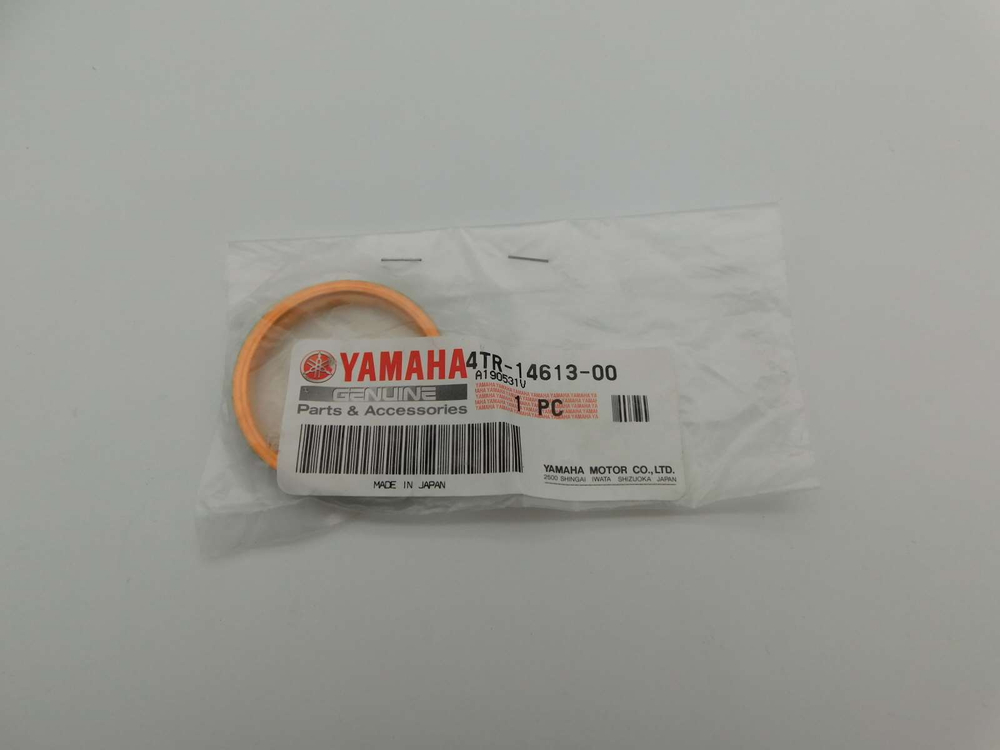 YAMAHA 4TR-14613-00
A190531V
GENUINE
Parts & Accessories
1 PC
MADE IN JAPAN
YAMAHA MOTOR CO.,LTD.
2500 SHINGAI IWATA SHIZUOKA JAPAN